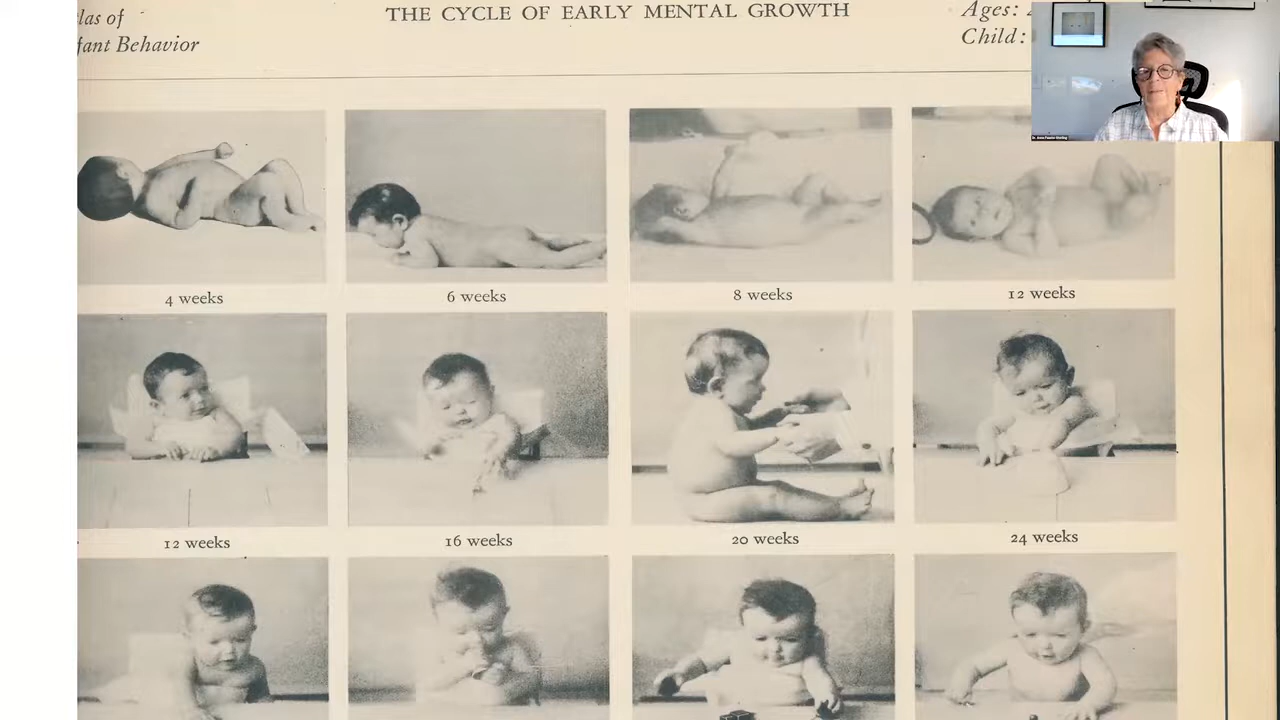 las of
THE CYCLE OF EARLY MENTAL GROWTH
Ages:
fant Behavior
Child:
4 weeks
6 weeks
8 weeks
12 weeks
12 weeks
16 weeks
20 weeks
24 weeks